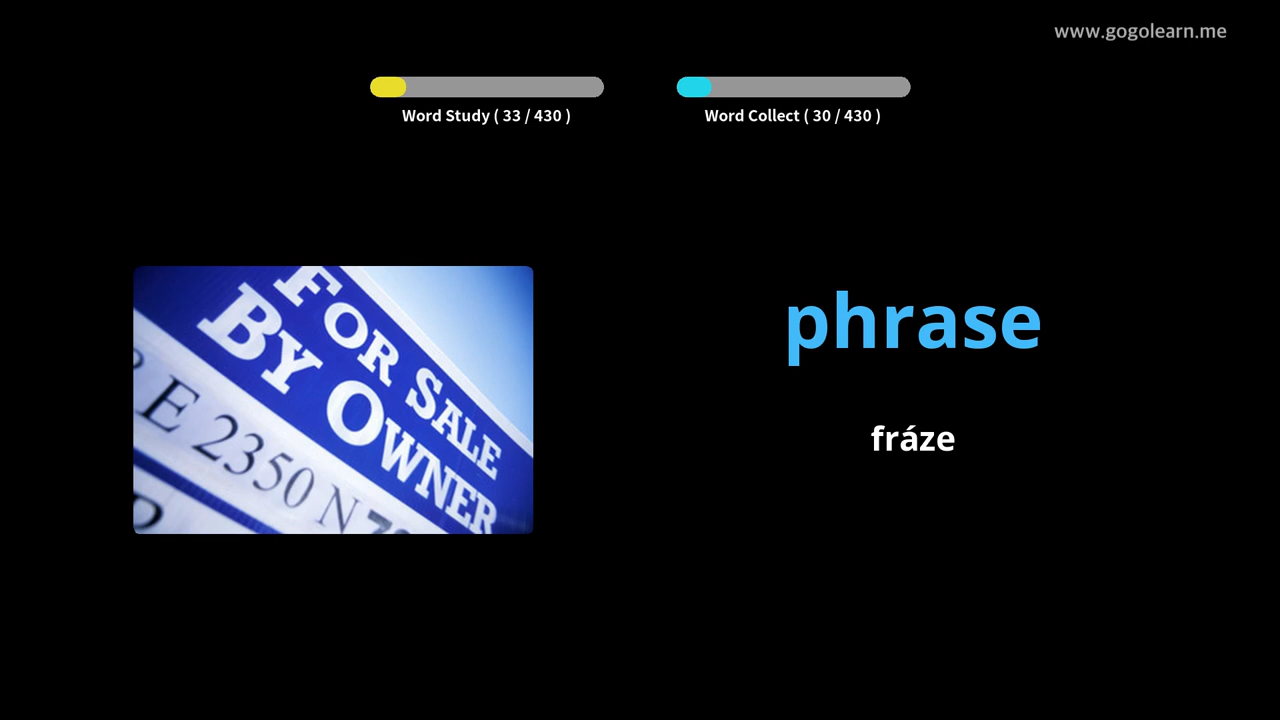 www.gogolearn.me
Word Study ( 33 / 430 )
Word Collect ( 30 / 430 )
FOR SALE
BY OWNER
E 2350 N
phrase
fráze